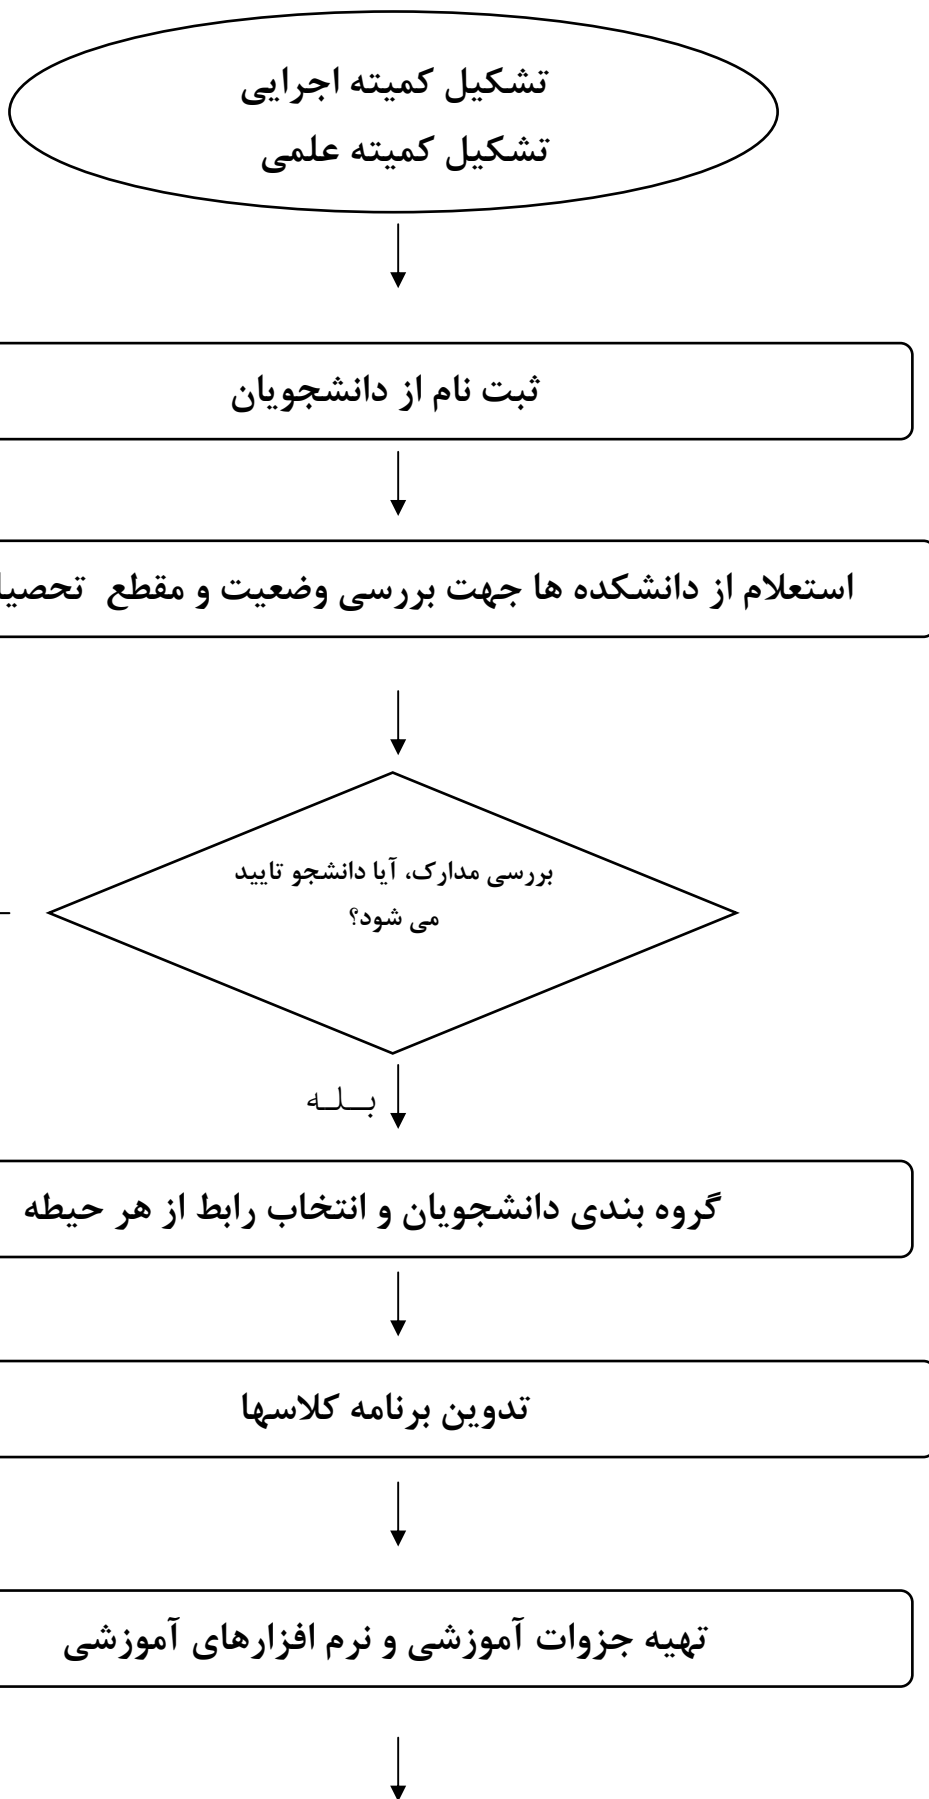 تشکیل کمیته اجرایی
تشکیل کمیته علمی
ثبت نام از دانشجویان
استعلام از دانشکده ها جهت بررسی وضعیت و مقطع تحصیل
بررسی مدارک، آیا دانشجو تایید
می شود؟
بله
گروه بندی دانشجویان و انتخاب رابط از هر حیطه
تدوین برنامه کلاسها
تهیه جزوات آموزشی و نرم افزارهای آموزشی